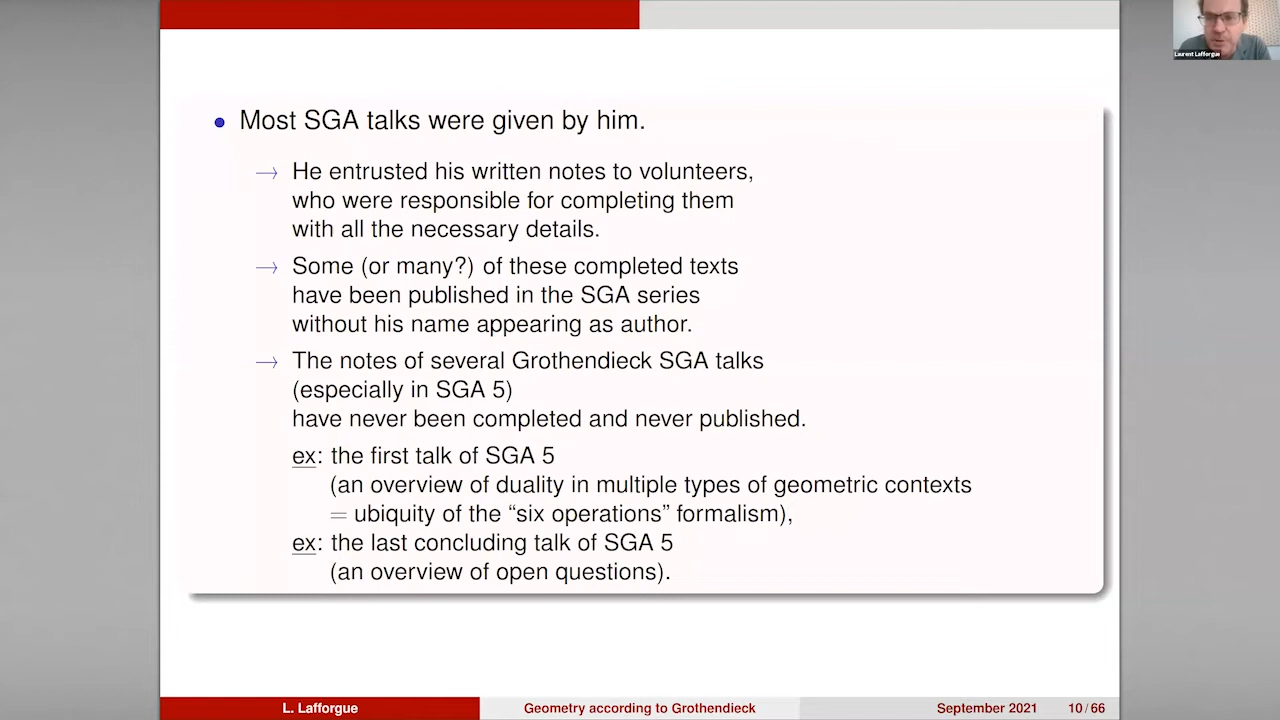 Laurent Lafforgue
• Most SGA talks were given by him.
→ He entrusted his written notes to volunteers,
who were responsible for completing them
with all the necessary details.
→ Some (or many?) of these completed texts
have been published in the SGA series
without his name appearing as author.
→ The notes of several Grothendieck SGA talks
(especially in SGA 5)
have never been completed and never published.
ex: the first talk of SGA 5
(an overview of duality in multiple types of geometric contexts
= ubiquity of the “six operations” formalism),
ex: the last concluding talk of SGA 5
(an overview of open questions).
L. Lafforgue Geometry according to Grothendieck September 2021 10 / 66